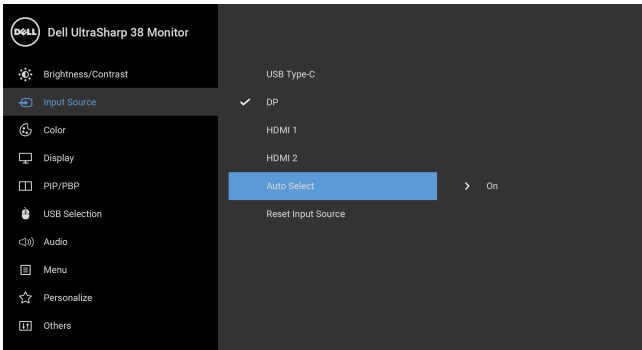 DELL
Dell UltraSharp 38 Monitor
Brightness/Contrast
USB Type-C
Input Source
DP
Color
HDMI 1
Display
HDMI 2
PIP/PBP
Auto Select
On
USB Selection
Reset Input Source
Audio
Menu
Personalize
Others